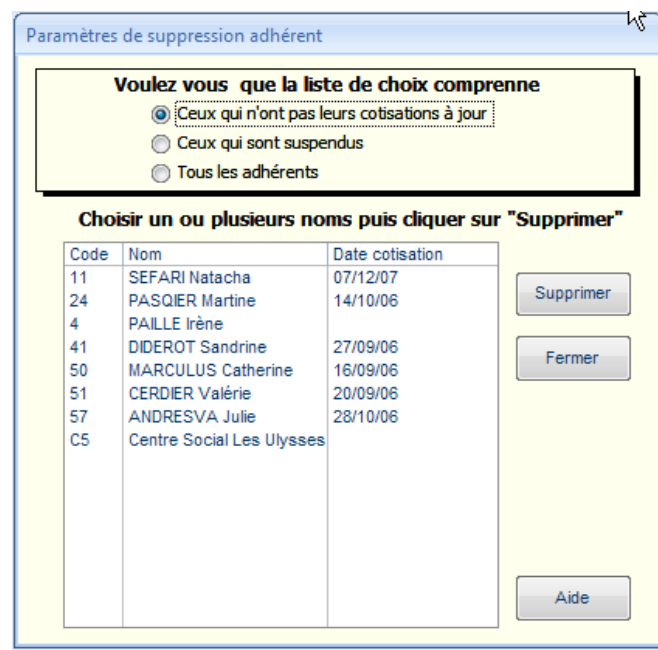 Paramètres de suppression adhérent
Voulez vous que la liste de choix comprenne
Ceux qui n'ont pas leurs cotisations à jour
Ceux qui sont suspendus
Tous les adhérents
Choisir un ou plusieurs noms puis cliquer sur "Supprimer"
Code Nom Date cotisation
11 SEFARI Natacha 07/12/07
24 PASQIER Martine 14/10/06
4 PAILLE Irène
41 DIDEROT Sandrine 27/09/06
50 MARCULUS Catherine 16/09/06
51 CERDIER Valérie 20/09/06
57 ANDRESVA Julie 28/10/06
C5 Centre Social Les Ulysses
Supprimer
Fermer
Aide